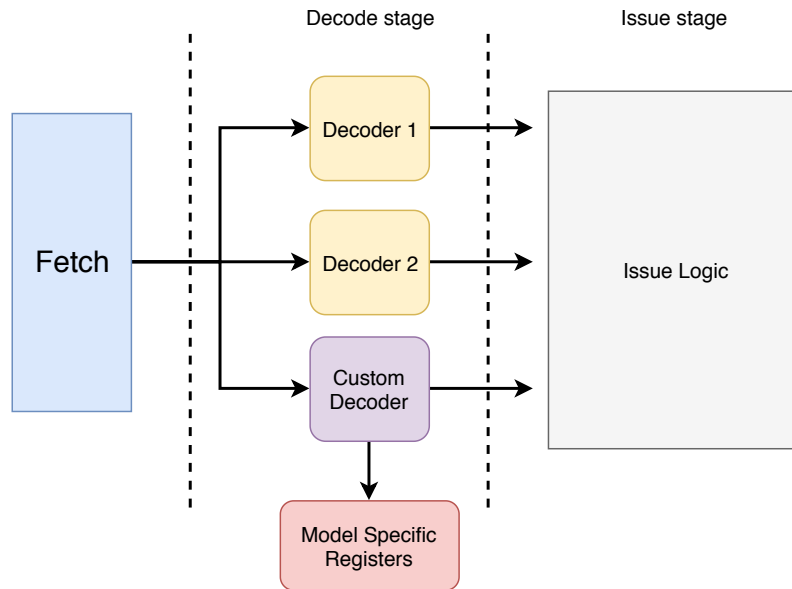 Decode stage
Issue stage
Decoder 1
Fetch
Decoder 2
Issue Logic
Custom
Decoder
Model Specific
Registers